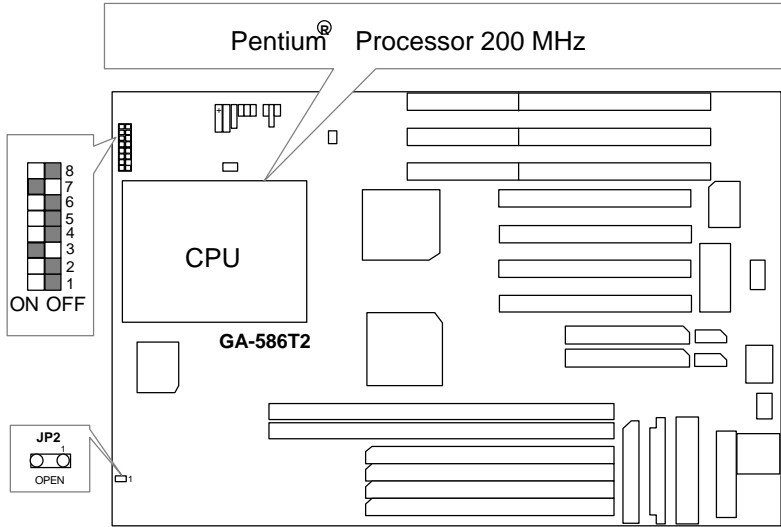 Pentium® Processor 200 MHz
8
7
6
5
4
3
2
1
ON OFF
CPU
GA-586T2
JP2
1
OPEN
1
+